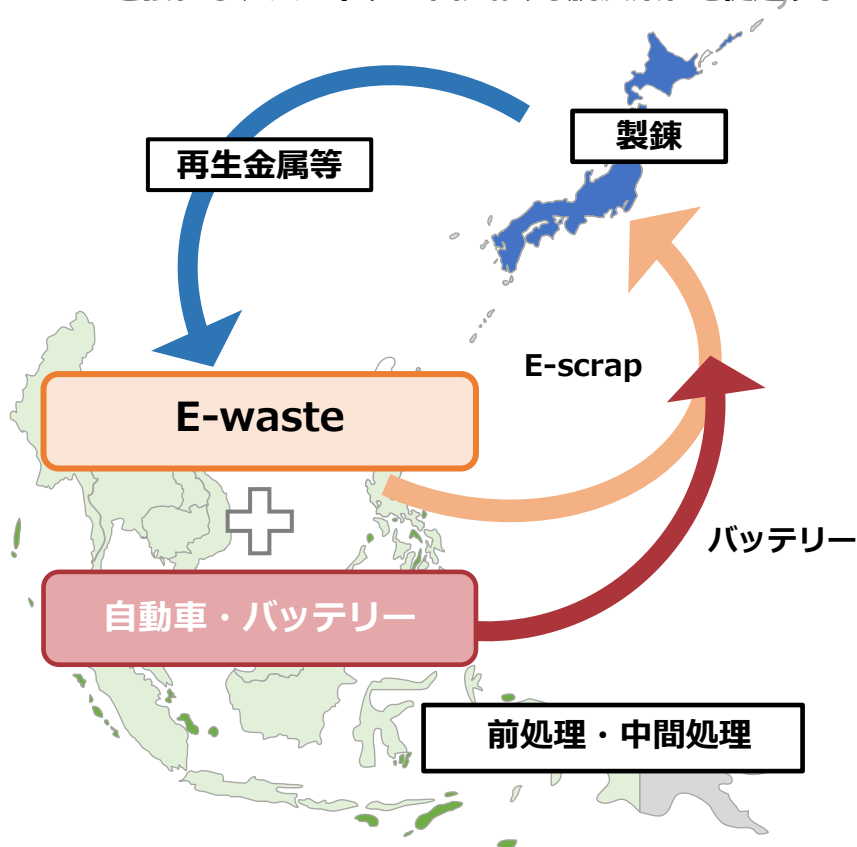 製錬
再生金属等
E-scrap
E-waste
バッテリー
自動車・バッテリー
前処理・中間処理